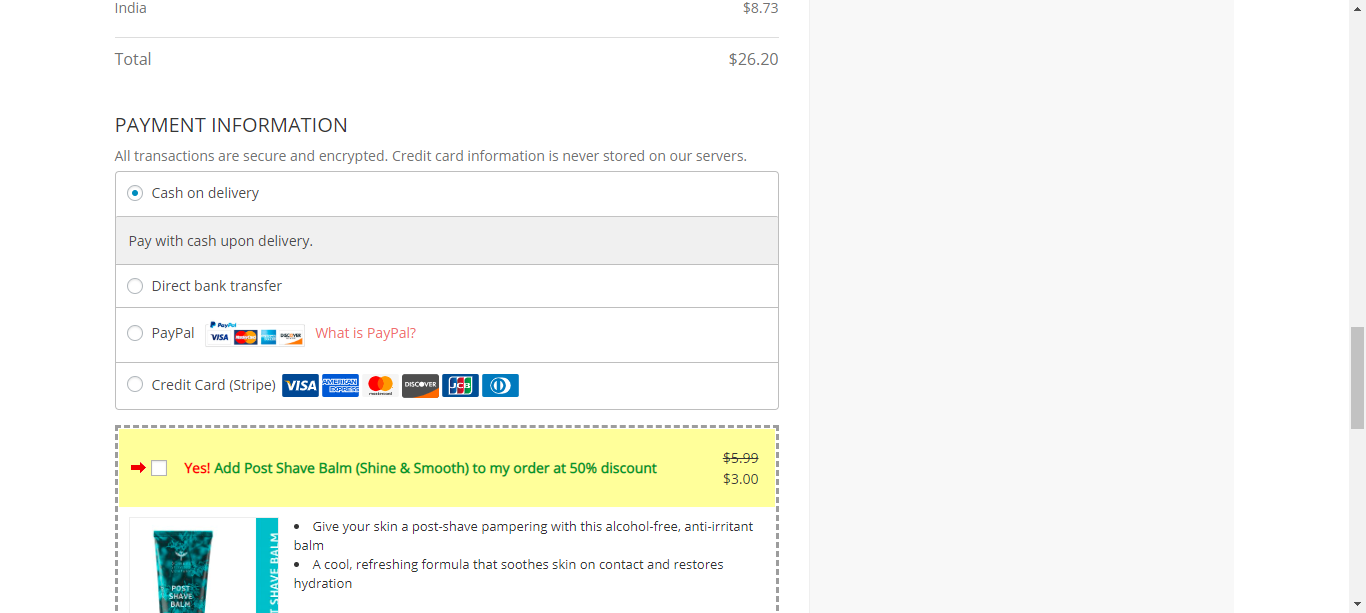 India $8.73
Total $26.20
PAYMENT INFORMATION
All transactions are secure and encrypted. Credit card information is never stored on our servers.
Cash on delivery
Pay with cash upon delivery.
Direct bank transfer
PayPal PayPal What is PayPal?
VISA MasterCard DISCOVER
Credit Card (Stripe) VISA AMERICAN EXPRESS mastercard DISCOVER JCB
Yes! Add Post Shave Balm (Shine & Smooth) to my order at 50% discount
$5.99
$3.00
Give your skin a post-shave pampering with this alcohol-free, anti-irritant
balm
A cool, refreshing formula that soothes skin on contact and restores
hydration
POST
SHAVE
BALM
T SHAVE BALM